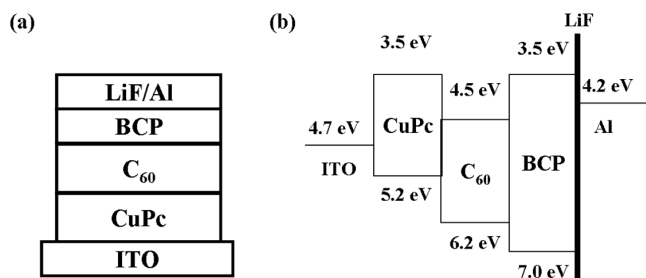 (a)
LiF/Al
BCP
C₆₀
CuPc
ITO
(b)
LiF
3.5 eV
3.5 eV
4.5 eV
4.2 eV
4.7 eV
CuPc
BCP
Al
ITO
C₆₀
5.2 eV
6.2 eV
7.0 eV